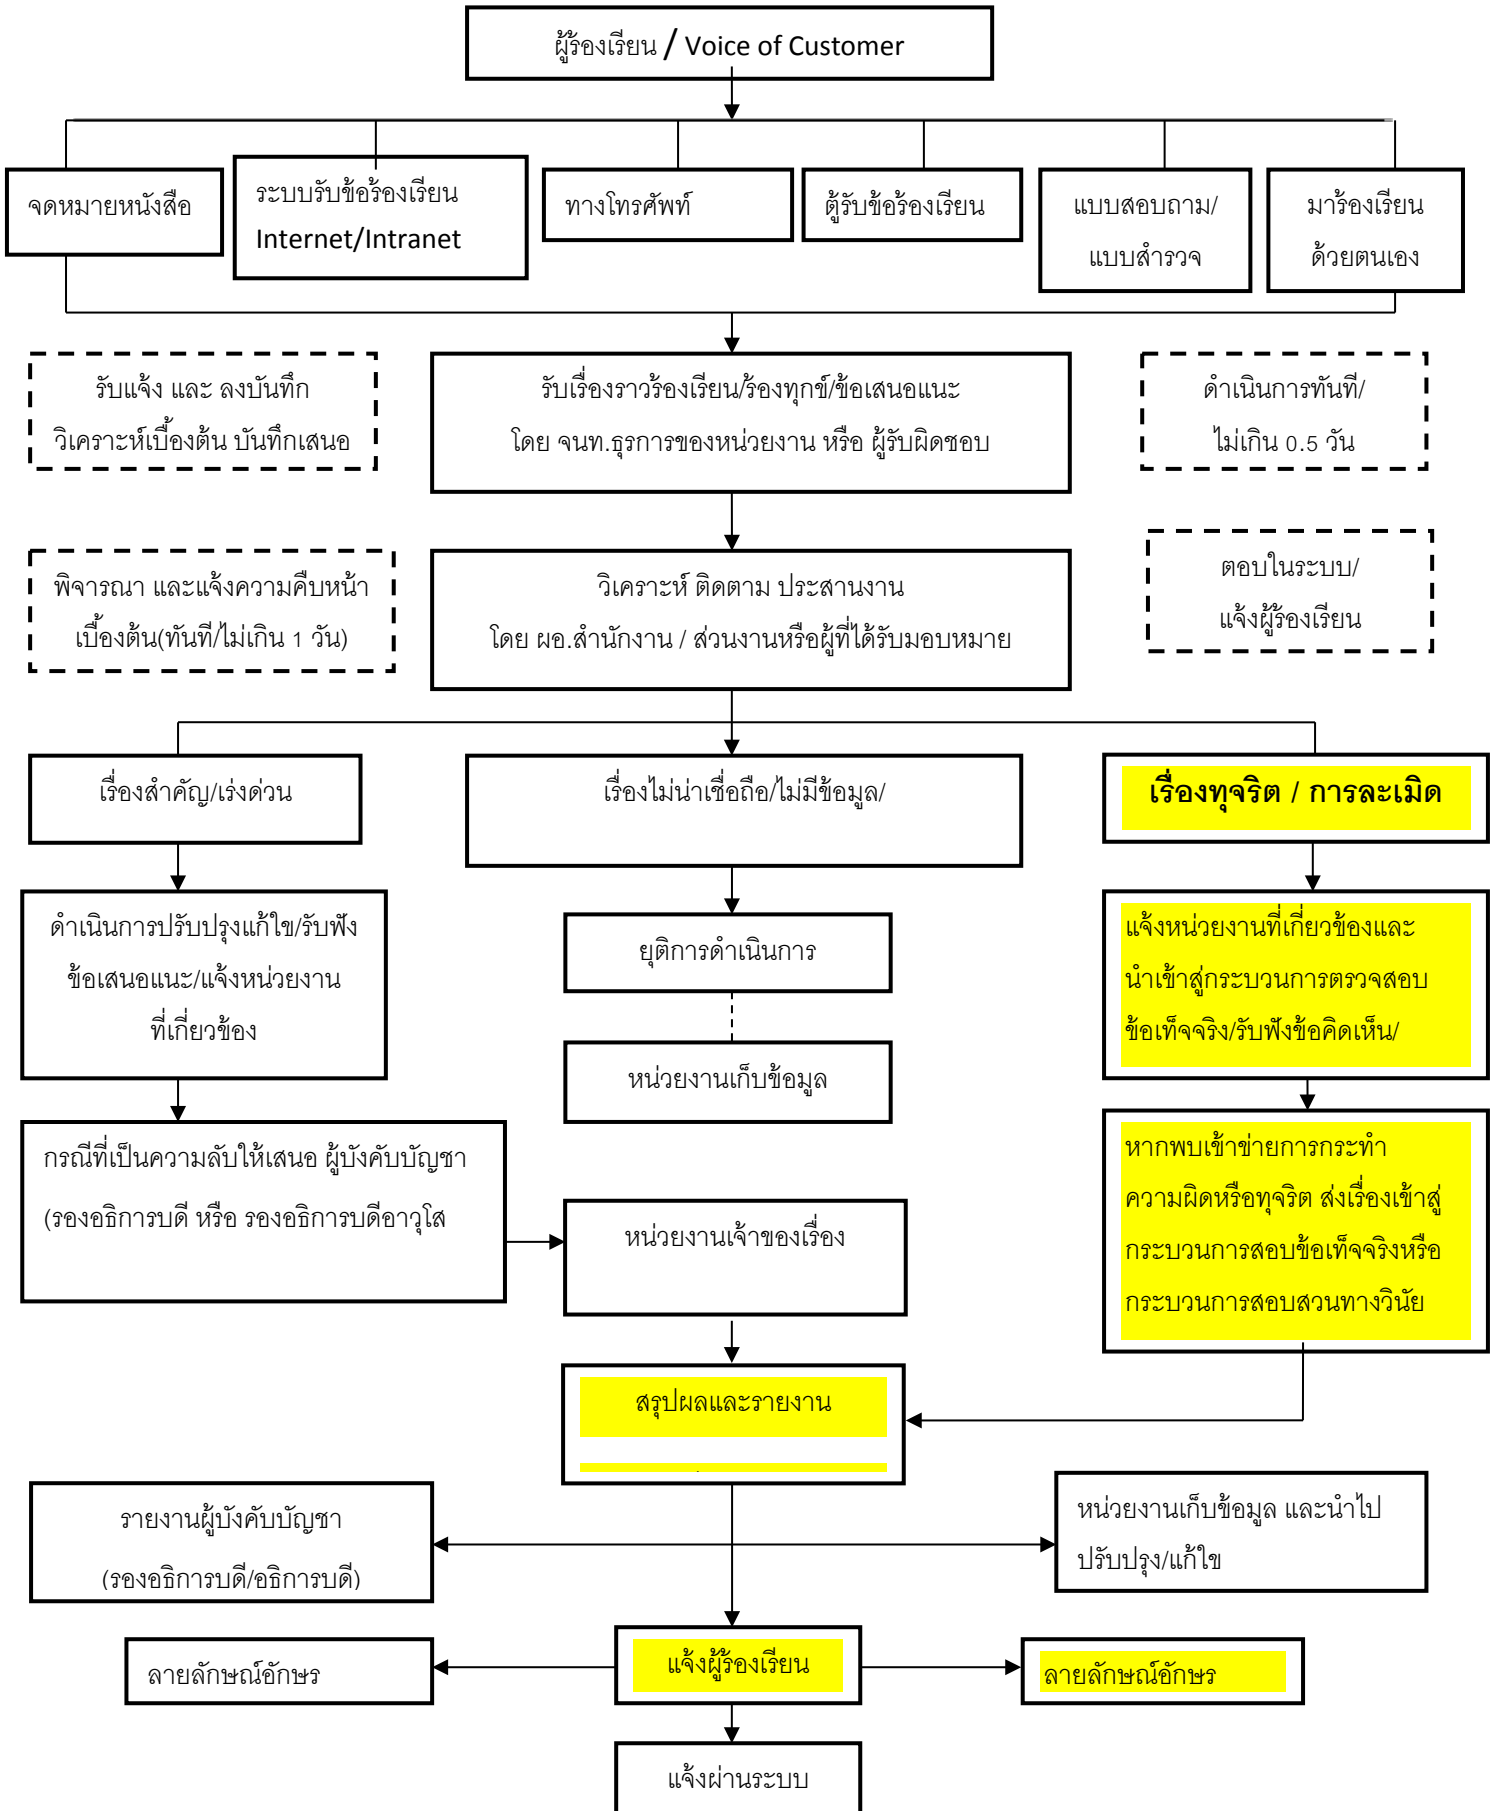 ผู้ร้องเรียน / Voice of Customer
จดหมายหนังสือ
ระบบรับข้อร้องเรียน
Internet/Intranet
ทางโทรศัพท์
ตู้รับข้อร้องเรียน
แบบสอบถาม/
แบบสำรวจ
มาร้องเรียน
ด้วยตนเอง
รับแจ้ง และ ลงบันทึก
วิเคราะห์เบื้องต้น บันทึกเสนอ
รับเรื่องราวร้องเรียน/ร้องทุกข์/ข้อเสนอแนะ
โดย จนท.ธุรการของหน่วยงาน หรือ ผู้รับผิดชอบ
ดำเนินการทันที/
ไม่เกิน 0.5 วัน
พิจารณา และแจ้งความคืบหน้า
เบื้องต้น(ทันที/ไม่เกิน 1 วัน)
วิเคราะห์ ติดตาม ประสานงาน
โดย ผอ.สำนักงาน / ส่วนงานหรือผู้ที่ได้รับมอบหมาย
ตอบในระบบ/
แจ้งผู้ร้องเรียน
เรื่องสำคัญ/เร่งด่วน
เรื่องไม่น่าเชื่อถือ/ไม่มีข้อมูล/
เรื่องทุจริต / การละเมิด
ดำเนินการปรับปรุงแก้ใข/รับฟัง
ข้อเสนอแนะ/แจ้งหน่วยงาน
ที่เกี่ยวข้อง
ยุติการดำเนินการ
แจ้งหน่วยงานที่เกี่ยวข้องและ
นำเข้าสู่กระบวนการตรวจสอบ
ข้อเท็จจริง/รับฟังข้อคิดเห็น/
หน่วยงานเก็บข้อมูล
กรณีที่เป็นความลับให้เสนอ ผู้บังคับบัญชา
(รองอธิการบดี หรือ รองอธิการบดีอาวุโส
หน่วยงานเจ้าของเรื่อง
หากพบเข้าข่ายการกระทำ
ความผิดหรือทุจริต ส่งเรื่องเข้าสู่
กระบวนการสอบข้อเท็จจริงหรือ
กระบวนการสอบสวนทางวินัย
สรุปผลและรายงาน
รายงานผู้บังคับบัญชา
(รองอธิการบดี/อธิการบดี)
หน่วยงานเก็บข้อมูล และนำไป
ปรับปรุง/แก้ใข
ลายลักษณ์อักษร
แจ้งผู้ร้องเรียน
ลายลักษณ์อักษร
แจ้งผ่านระบบ